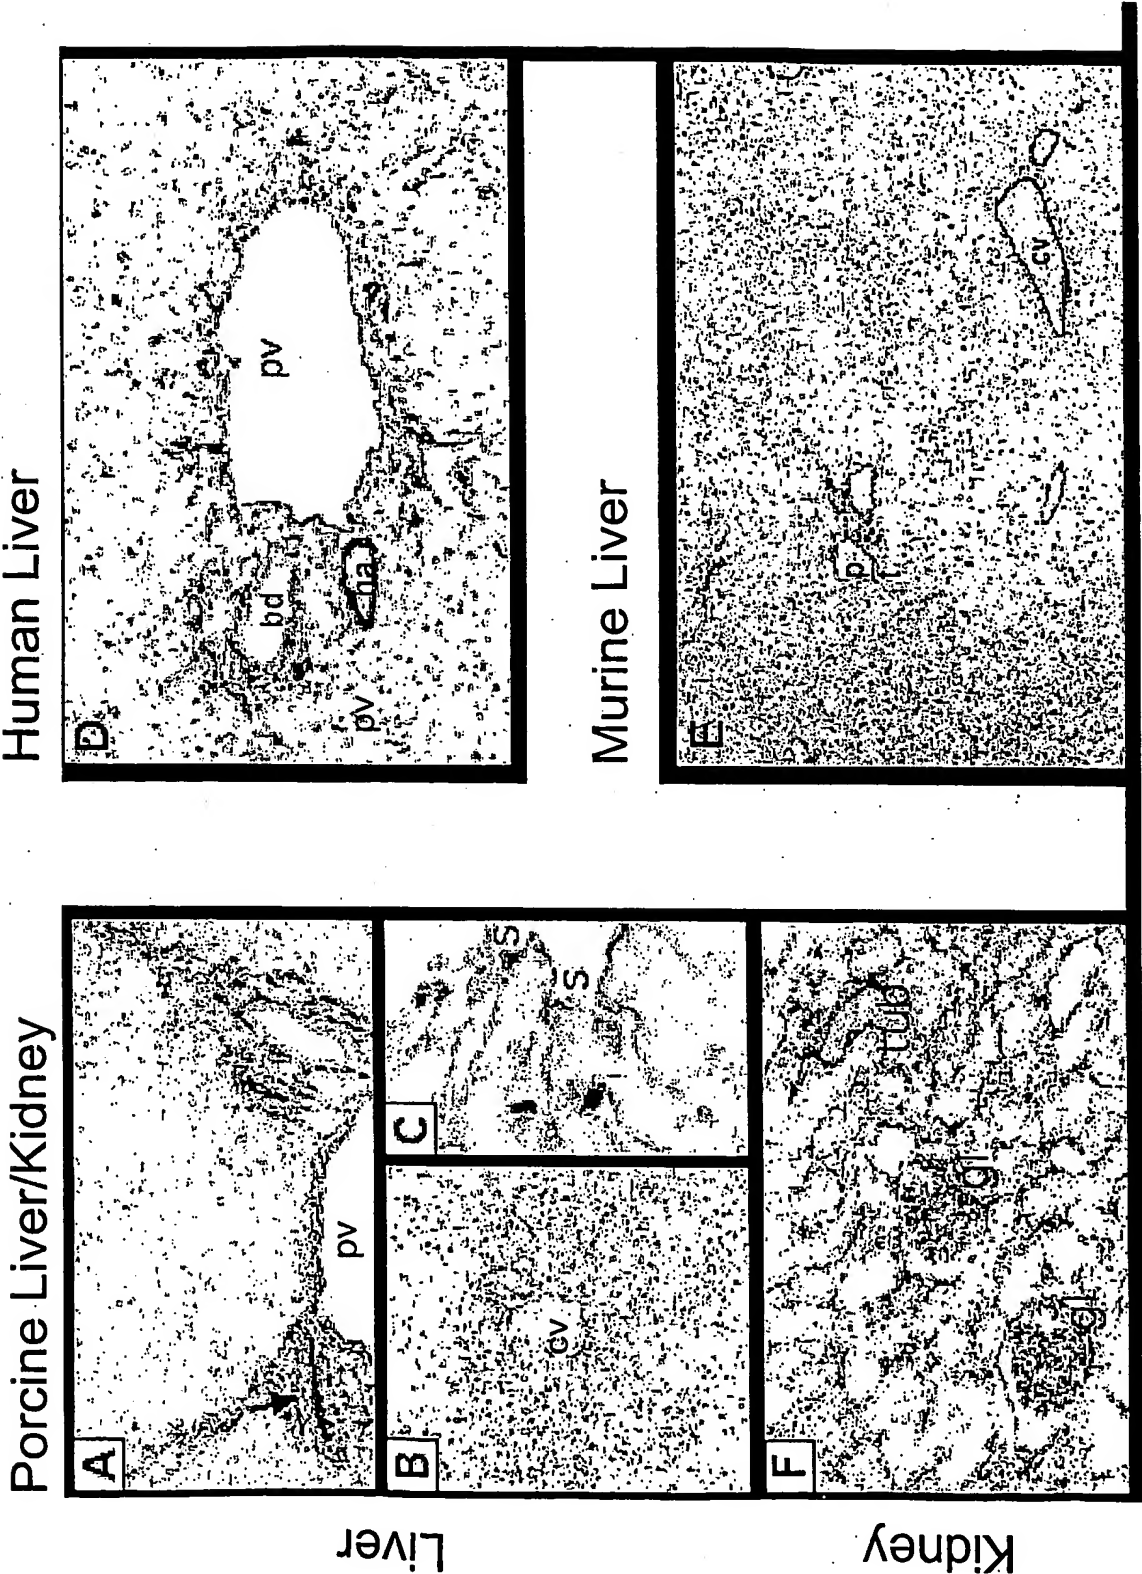 Porcine Liver/Kidney
Human Liver
Liver
A
pv
B
cv
C
S
S
D
pv
bd
ha
pv
Murine Liver
E
cv
Kidney
F
gl
gl
tub